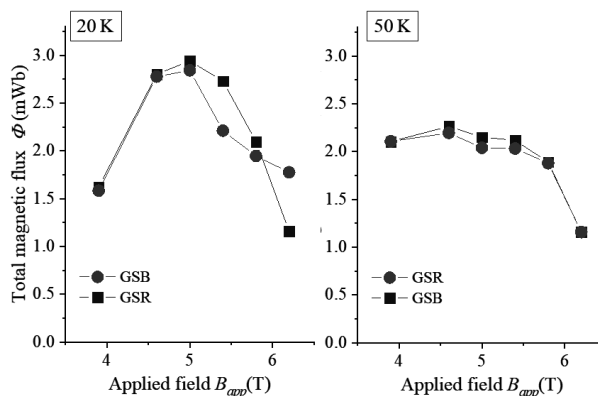 20 K
50 K
Total magnetic flux Φ (mWb)
3.0
2.5
2.0
1.5
1.0
0.5
0.0
GSB
GSR
4
5
6
Applied field B_app(T)
3.0
2.5
2.0
1.5
1.0
0.5
0.0
GSR
GSB
4
5
6
Applied field B_app(T)